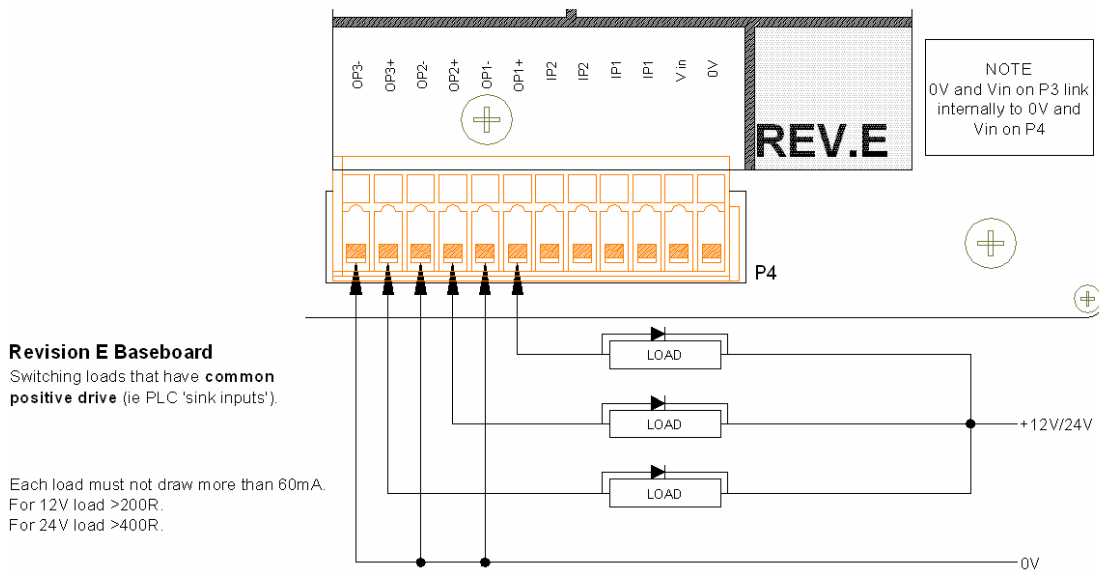 OP3-
OP3+
OP2-
OP2+
OP1-
OP1+
IP2
IP2
IP1
IP1
V in
0V
REV.E
NOTE
0V and Vin on P3 link
internally to 0V and
Vin on P4
P4
Revision E Baseboard
Switching loads that have common
positive drive (ie PLC 'sink inputs').
LOAD
LOAD
+12V/24V
LOAD
Each load must not draw more than 60mA.
For 12V load >200R.
For 24V load >400R.
0V